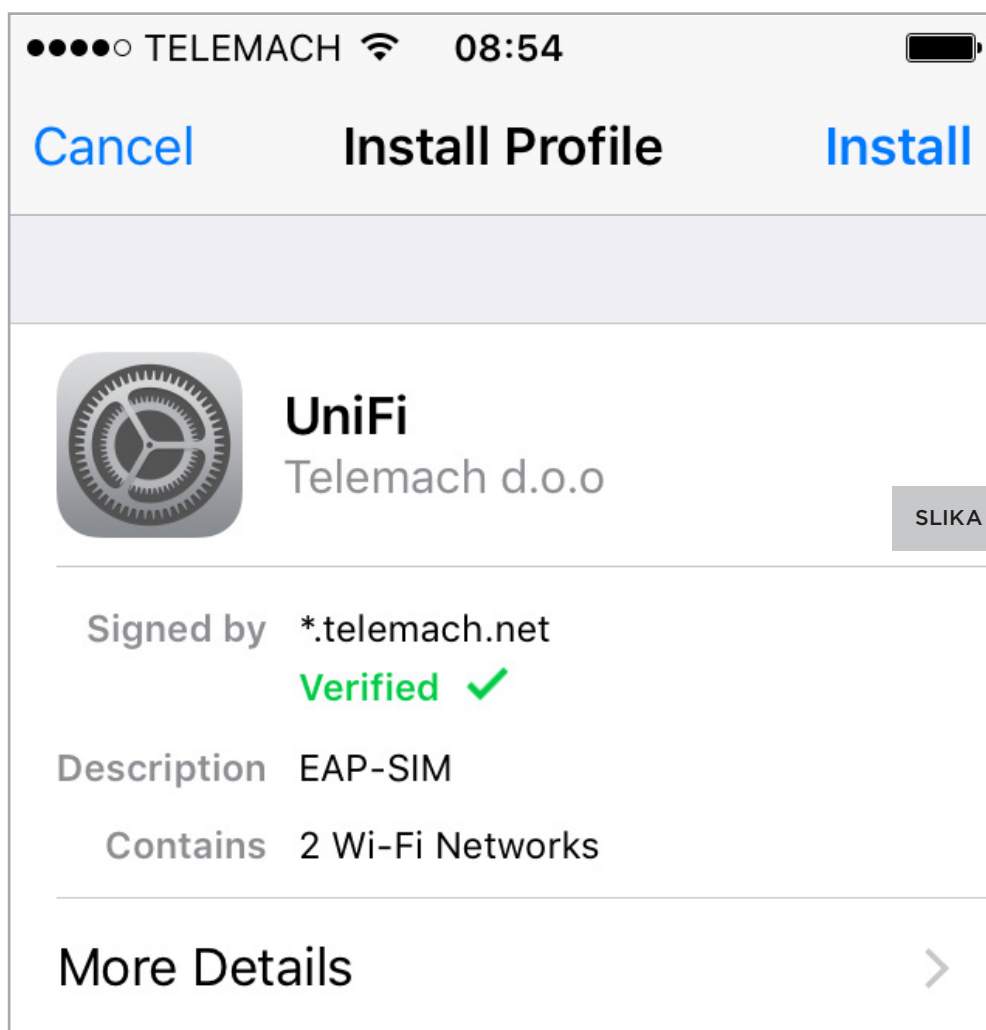 TELEMACH 08:54
Cancel Install Profile Install
UniFi
Telemach d.o.o
SLIKA
Signed by *.telemach.net
Verified
Description EAP-SIM
Contains 2 Wi-Fi Networks
More Details